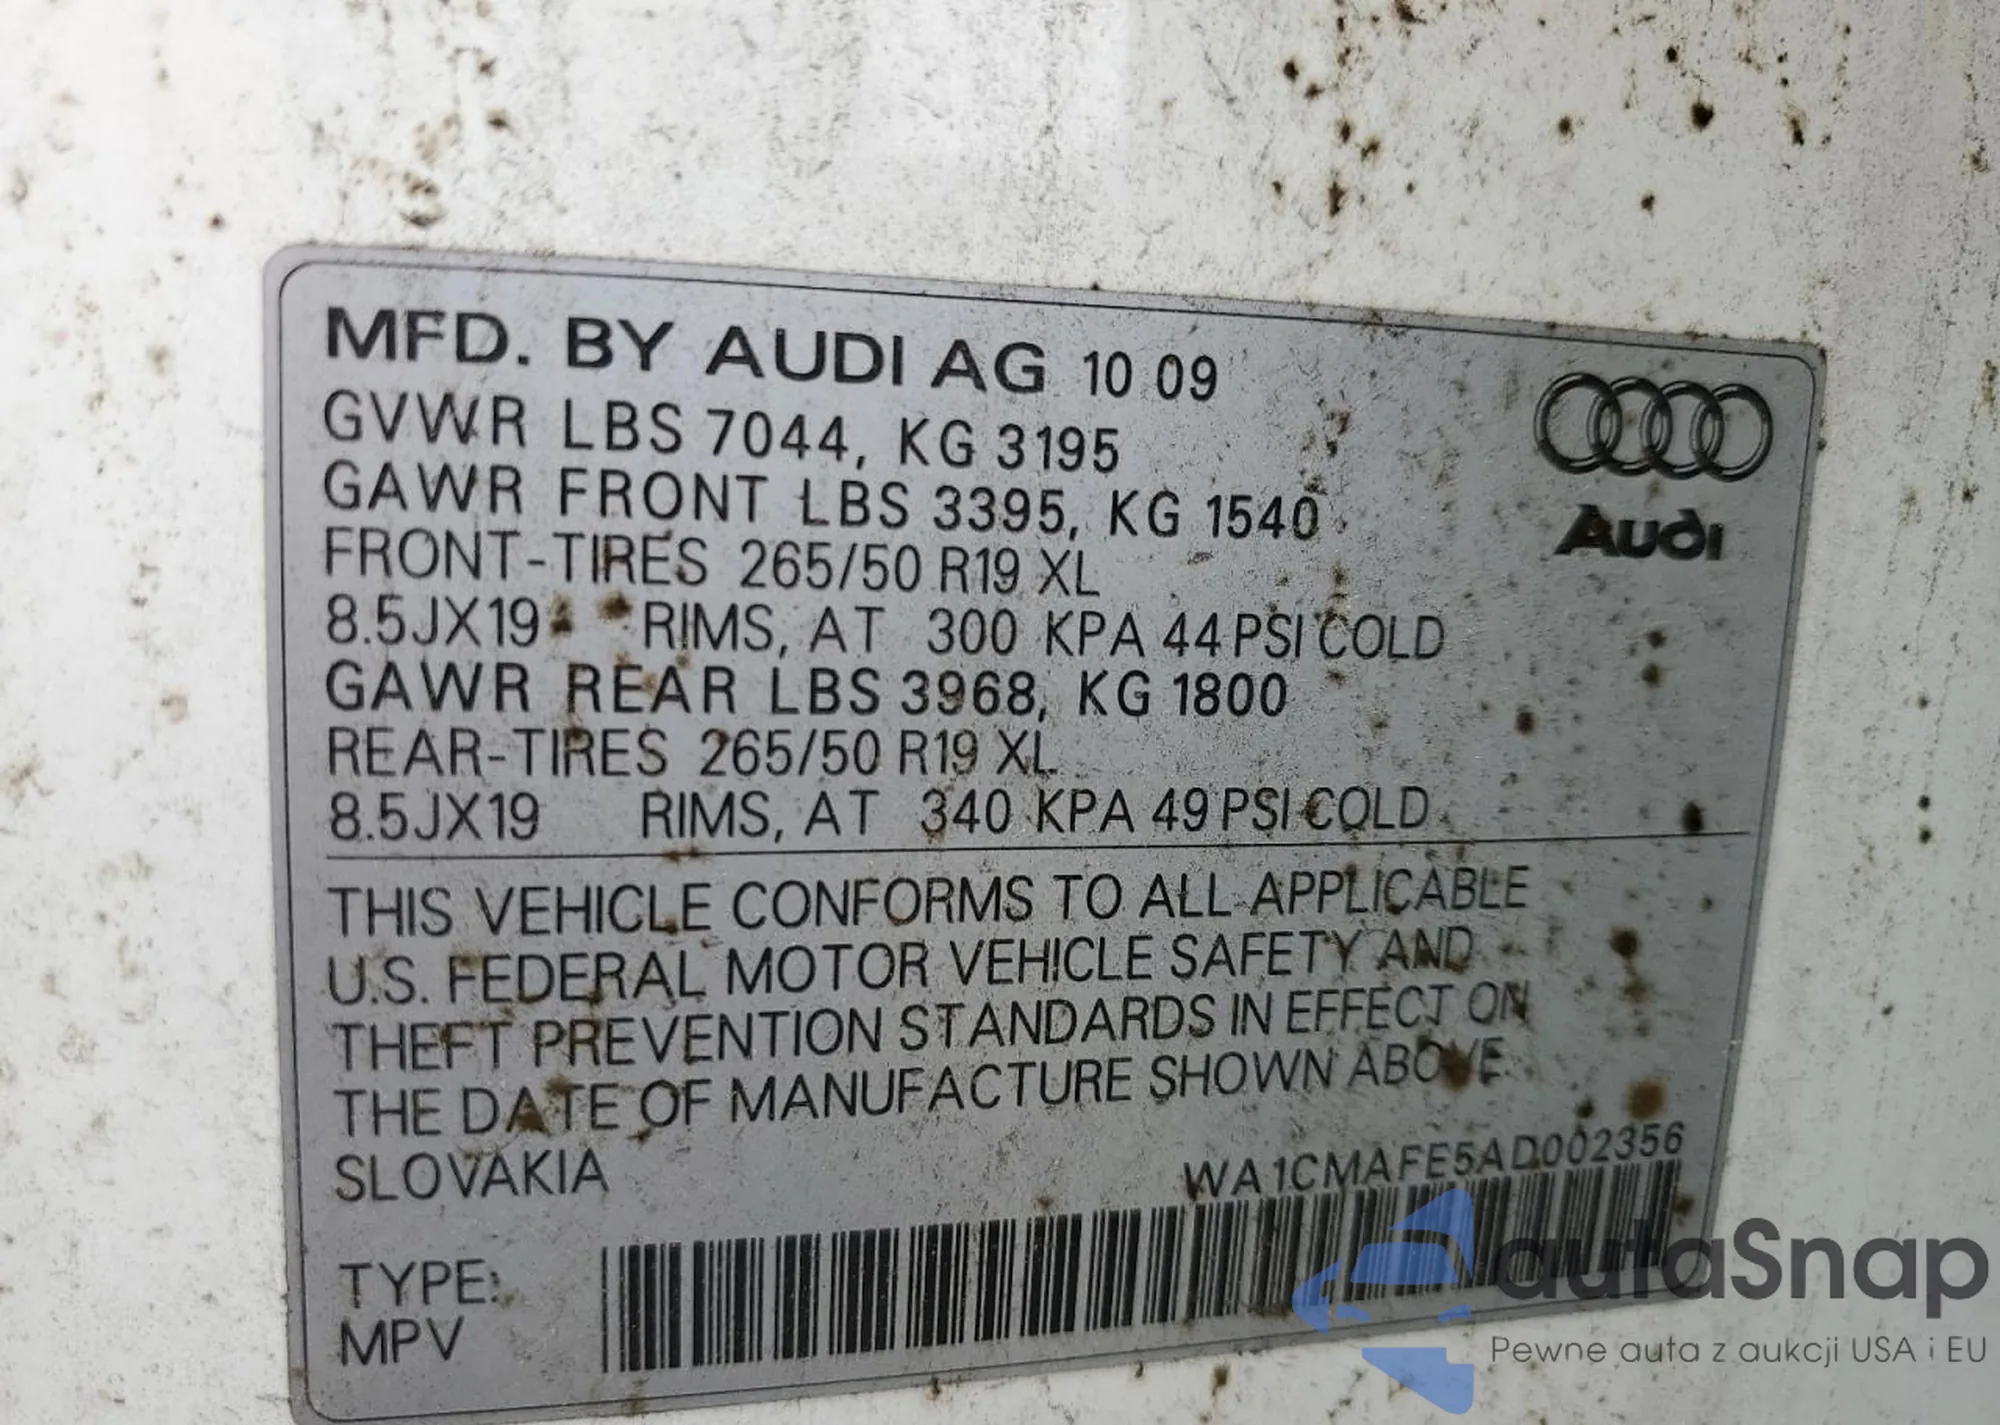 MFD. BY AUDI AG 10 09
GVWR LBS 7044, KG 3195
GAWR FRONT LBS 3395, KG 1540
FRONT-TIRES 265/50 R19 XL
8.5JX19 RIMS, AT 300 KPA 44 PSI COLD
GAWR REAR LBS 3968, KG 1800
REAR-TIRES 265/50 R19 XL
8.5JX19 RIMS, AT 340 KPA 49 PSI COLD
Audi
THIS VEHICLE CONFORMS TO ALL APPLICABLE
U.S. FEDERAL MOTOR VEHICLE SAFETY AND
THEFT PREVENTION STANDARDS IN EFFECT ON
THE DATE OF MANUFACTURE SHOWN ABOVE.
SLOVAKIA WA1CMAFE5AD002356
TYPE:
MPV
autaSnap
Pewne auta z aukcji USA i EU